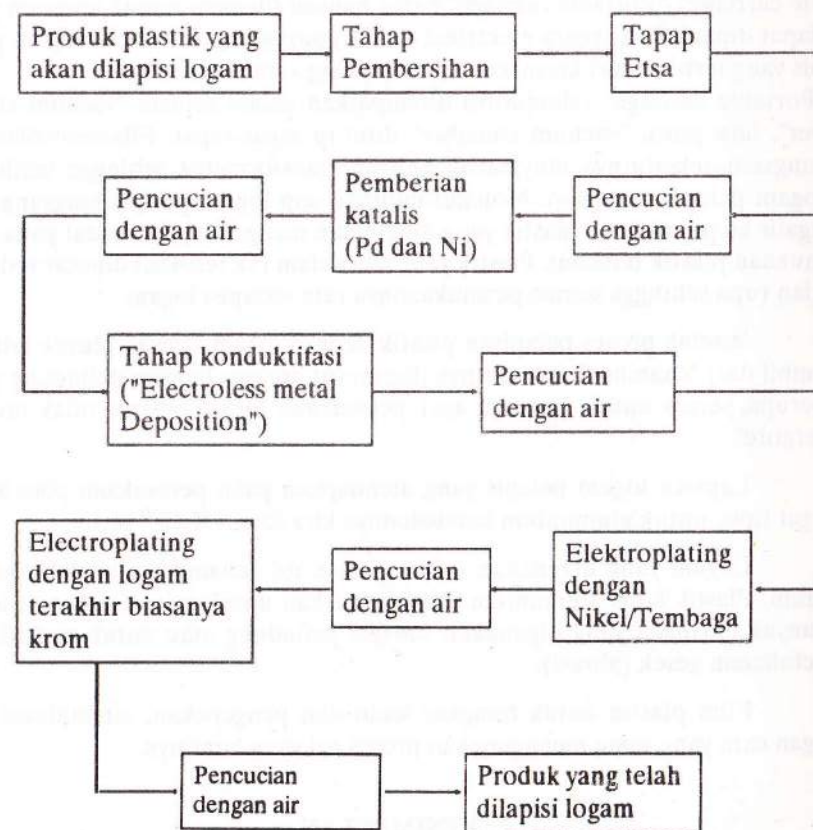 Produk plastik yang
akan dilapisi logam
Tahap
Pembersihan
Tapap
Etsa
Pencucian
dengan air
Pemberian
katalis
(Pd dan Ni)
Pencucian
dengan air
Tahap konduktifasi
("Electroless metal
Deposition")
Pencucian
dengan air
Electroplating
dengan logam
terakhir biasanya
krom
Pencucian
dengan air
Elektroplating
dengan
Nikel/Tembaga
Pencucian
dengan air
Produk yang telah
dilapisi logam